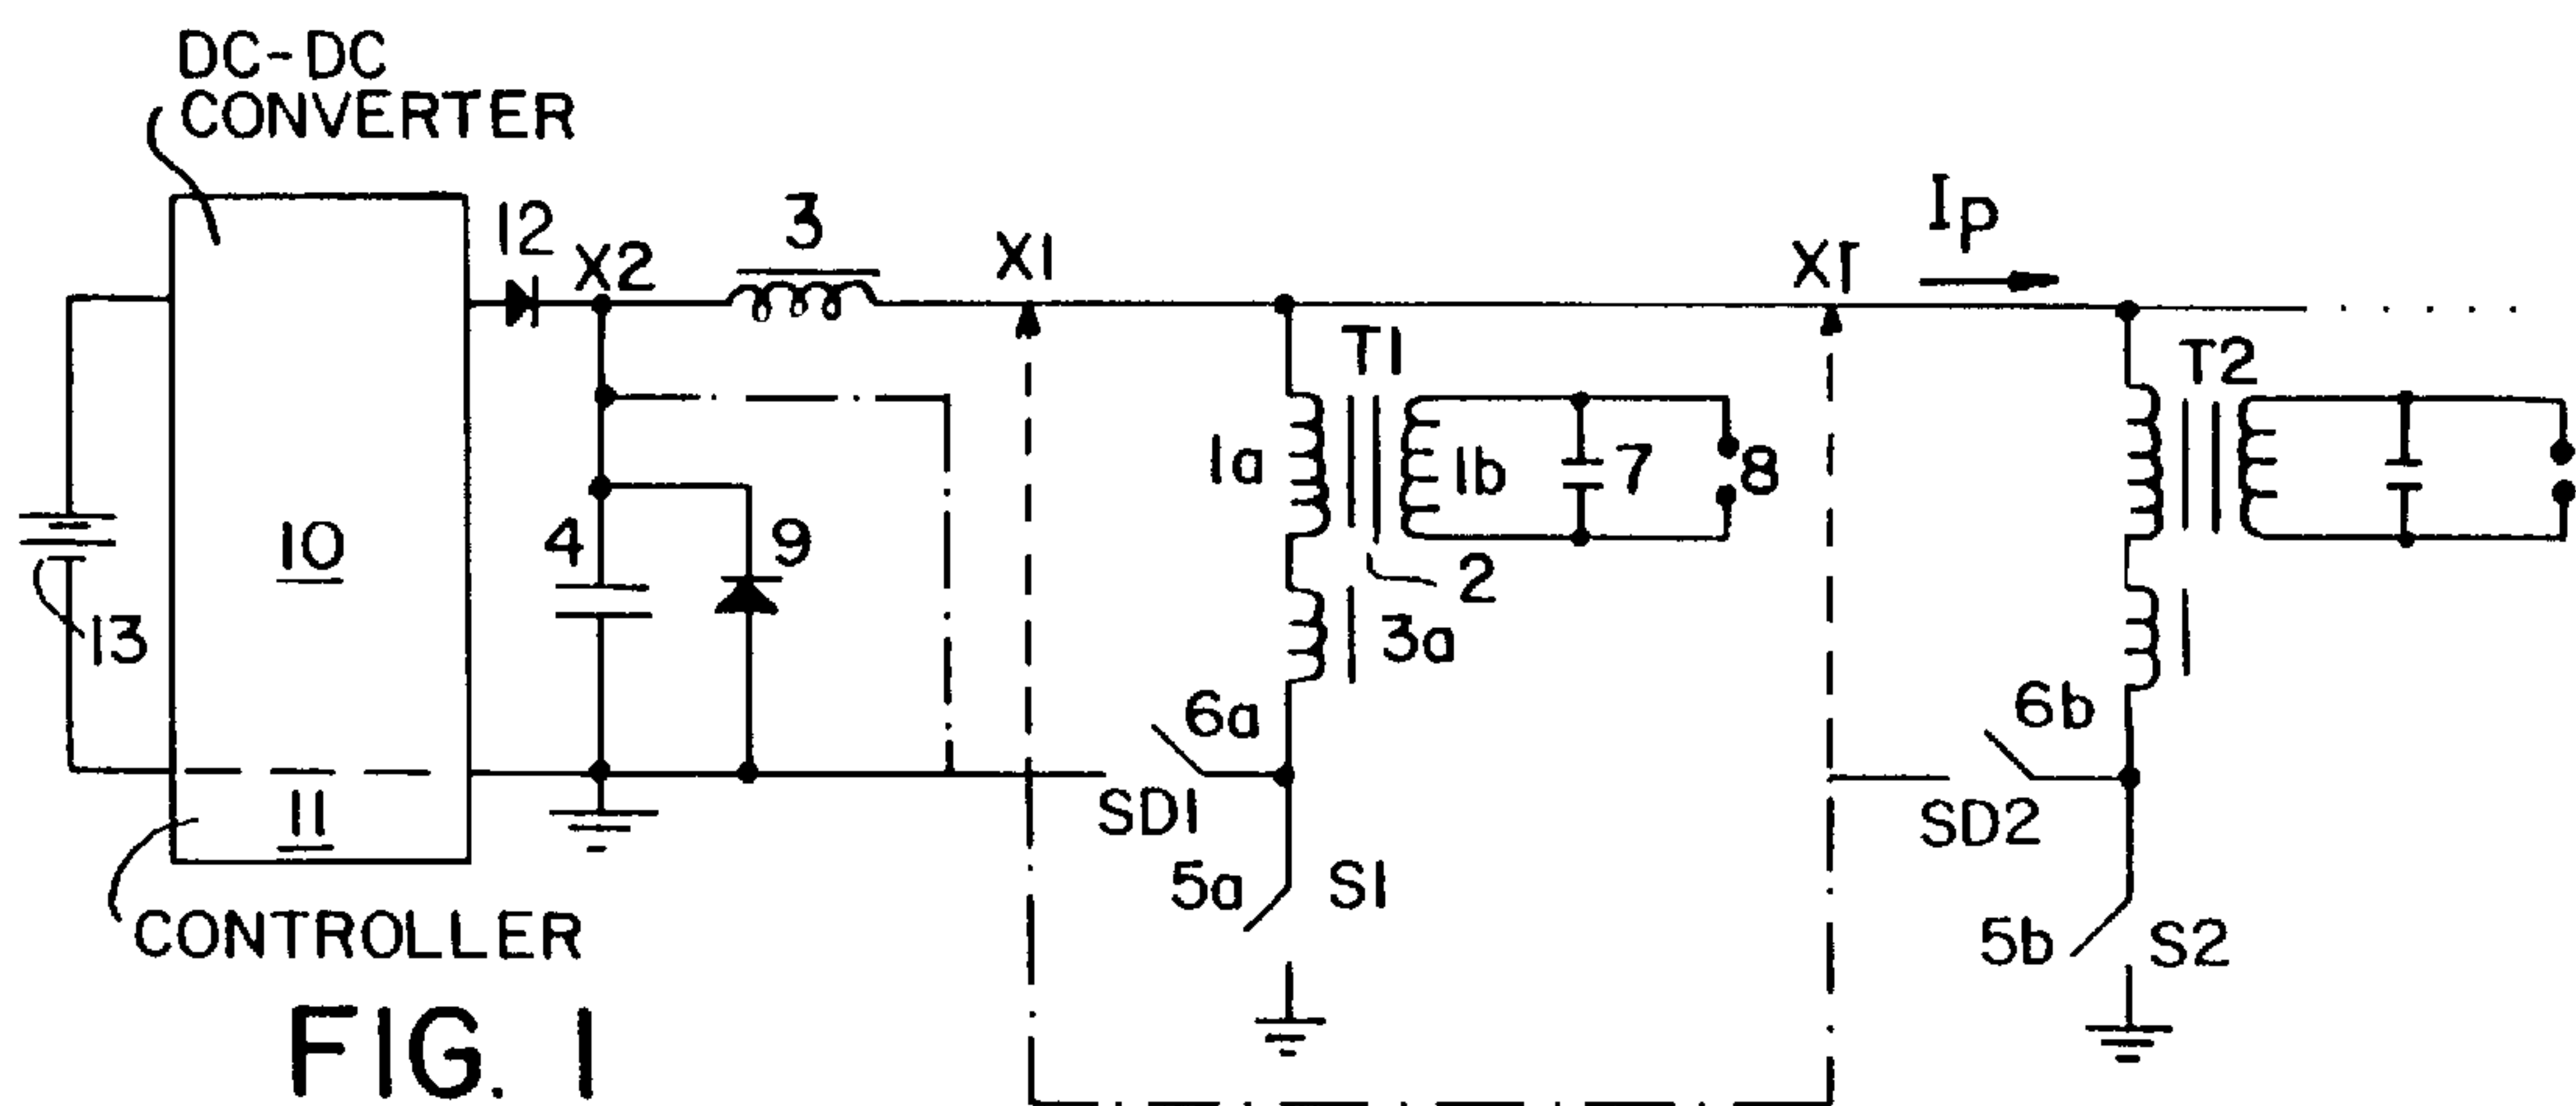 DC-DC
CONVERTER
12
X2
3
X1
X1
Ip
T1
T2
1a
1b
7
8
10
4
9
2
13
3a
6a
6b
11
SD1
SD2
5a
S1
5b
S2
CONTROLLER
FIG. 1